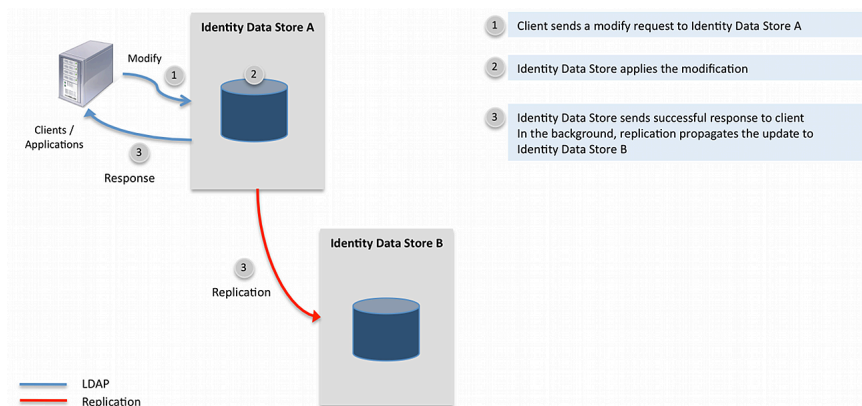 Identity Data Store A
Modify
1
2
Clients /
Applications
3
Response
3
Replication
Identity Data Store B
LDAP
Replication
1
Client sends a modify request to Identity Data Store A
2
Identity Data Store applies the modification
3
Identity Data Store sends successful response to client
In the background, replication propagates the update to
Identity Data Store B